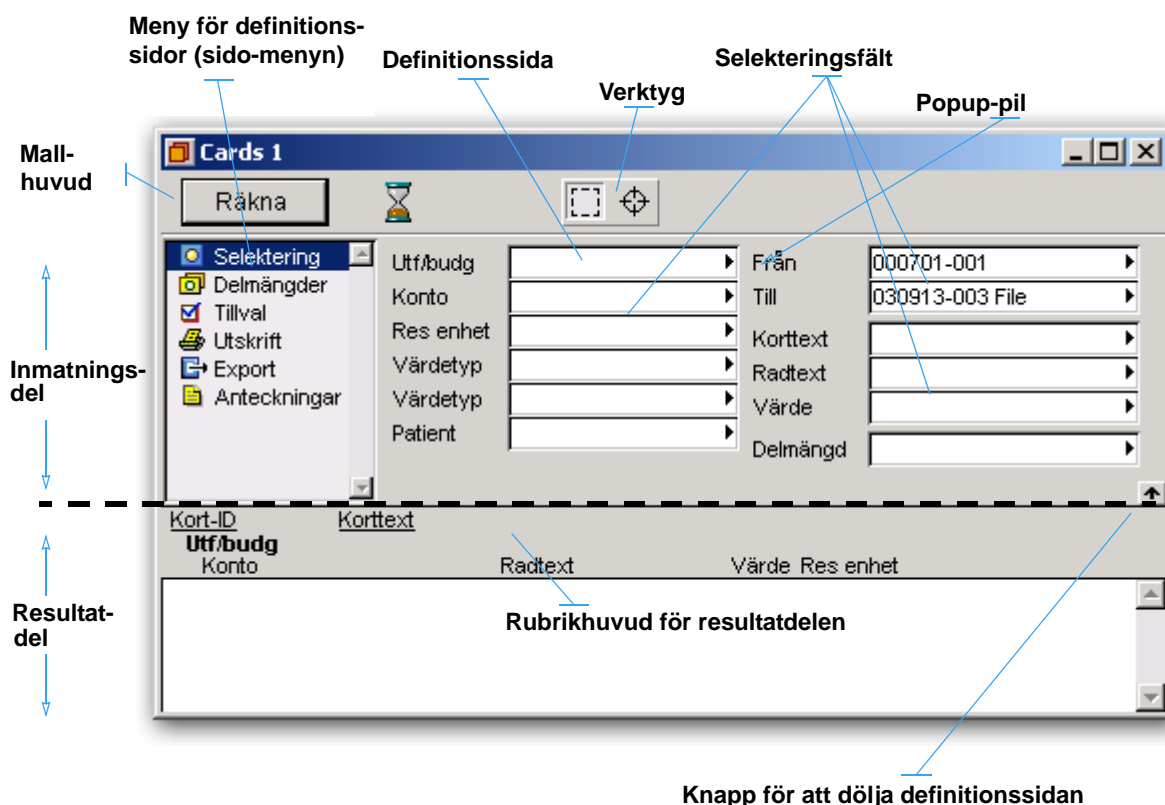 Meny för definitions-
sidor (sido-menyn)
Definitionssida
Selekteringsfält
Verktyg
Popup-pil
Mall-
huvud
Cards 1
Räkna
Selektering
Delmängder
Tillval
Utskrift
Export
Anteckningar
Utf/budg
Konto
Res enhet
Värdetyp
Värdetyp
Patient
Från 000701-001
Till 030913-003 File
Korttext
Radtext
Värde
Delmängd
Inmatnings-
del
Kort-ID Korttext
Utf/budg
Konto Radtext Värde Res enhet
Resultat-
del
Rubrikhuvud för resultatdelen
Knapp för att dölja definitionssidan